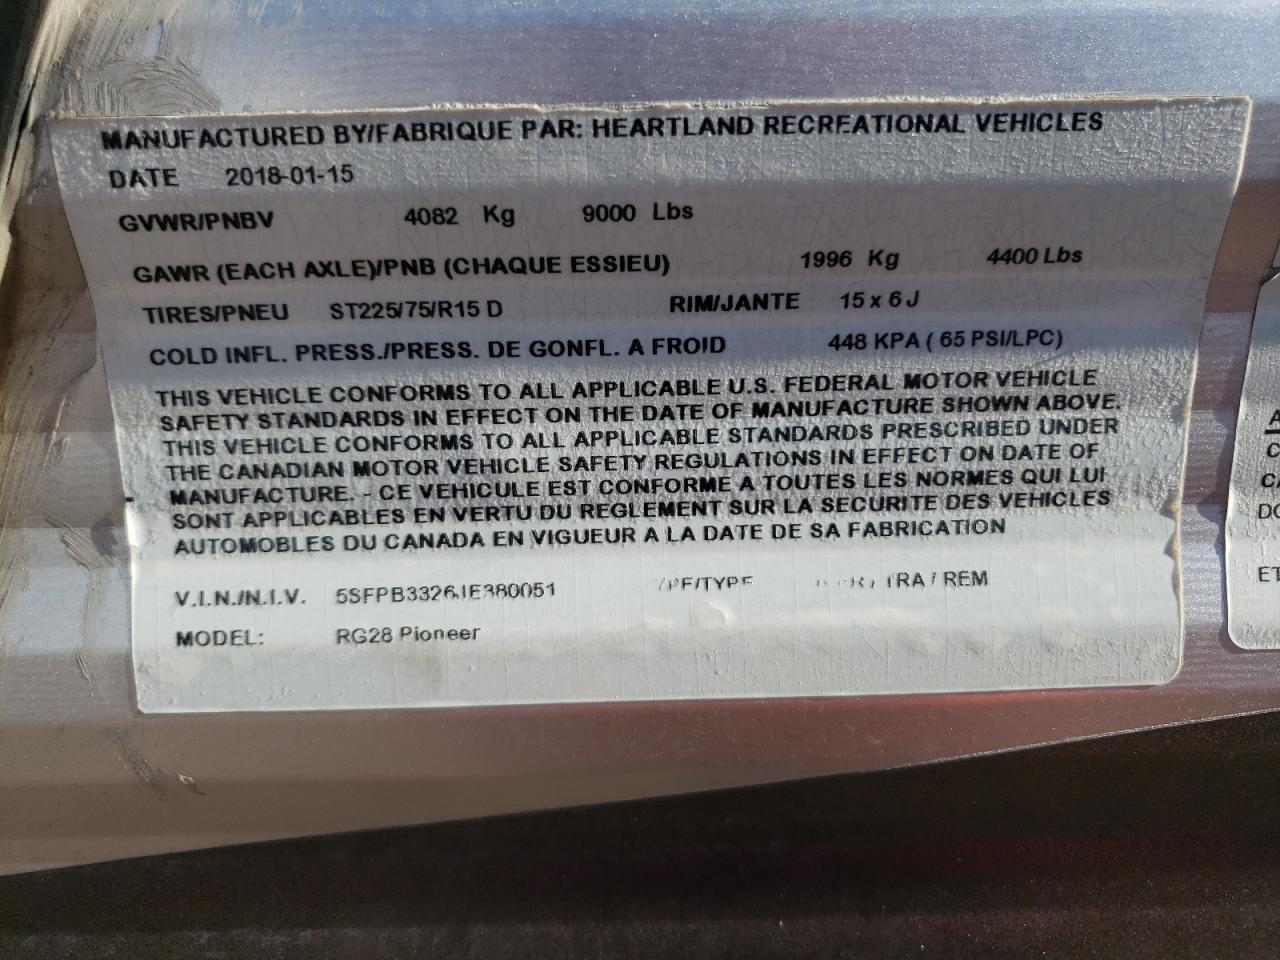 MANUFACTURED BY/FABRIQUE PAR: HEARTLAND RECREATIONAL VEHICLES
DATE 2018-01-15
GVWR/PNBV 4082 Kg 9000 Lbs
GAWR (EACH AXLE)/PNB (CHAQUE ESSIEU) 1996 Kg 4400 Lbs
TIRES/PNEU ST225/75/R15 D RIM/JANTE 15 x 6 J
COLD INFL. PRESS./PRESS. DE GONFL. A FROID 448 KPA ( 65 PSI/LPC)
THIS VEHICLE CONFORMS TO ALL APPLICABLE U.S. FEDERAL MOTOR VEHICLE
SAFETY STANDARDS IN EFFECT ON THE DATE OF MANUFACTURE SHOWN ABOVE.
THIS VEHICLE CONFORMS TO ALL APPLICABLE STANDARDS PRESCRIBED UNDER
THE CANADIAN MOTOR VEHICLE SAFETY REGULATIONS IN EFFECT ON DATE OF
MANUFACTURE. - CE VEHICULE EST CONFORME A TOUTES LES NORMES QUI LUI
SONT APPLICABLES EN VERTU DU REGLEMENT SUR LA SECURITE DES VEHICLES
AUTOMOBLES DU CANADA EN VIGUEUR A LA DATE DE SA FABRICATION
V.I.N./N.I.V. 5SFPB3326JE380051 /TYPE / REM
MODEL: RG28 Pioneer